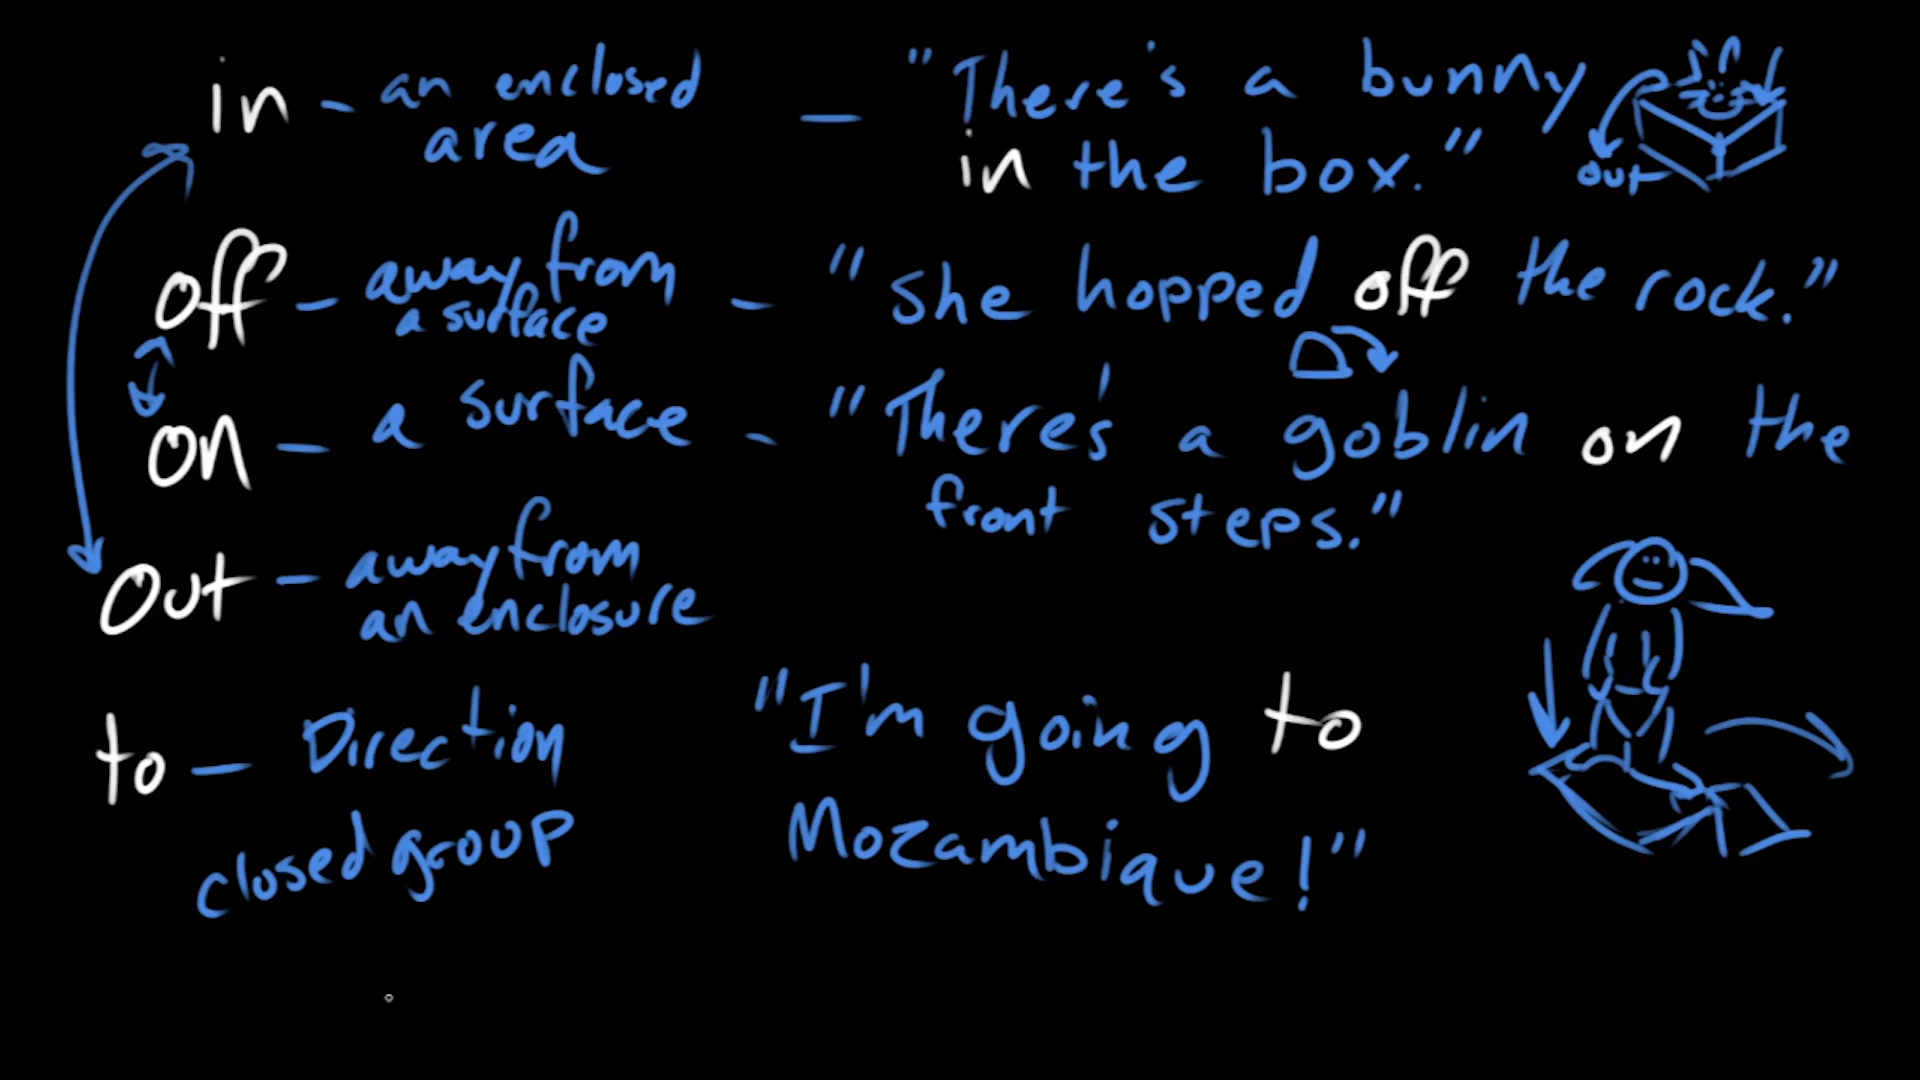 in - an enclosed area - "There's a bunny
in the box."
out
off - away from a surface - "She hopped off the rock."
on - a surface - "There's a goblin on the
front steps."
Out - away from
an enclosure
to - Direction "I'm going to
closed group Mozambique!"